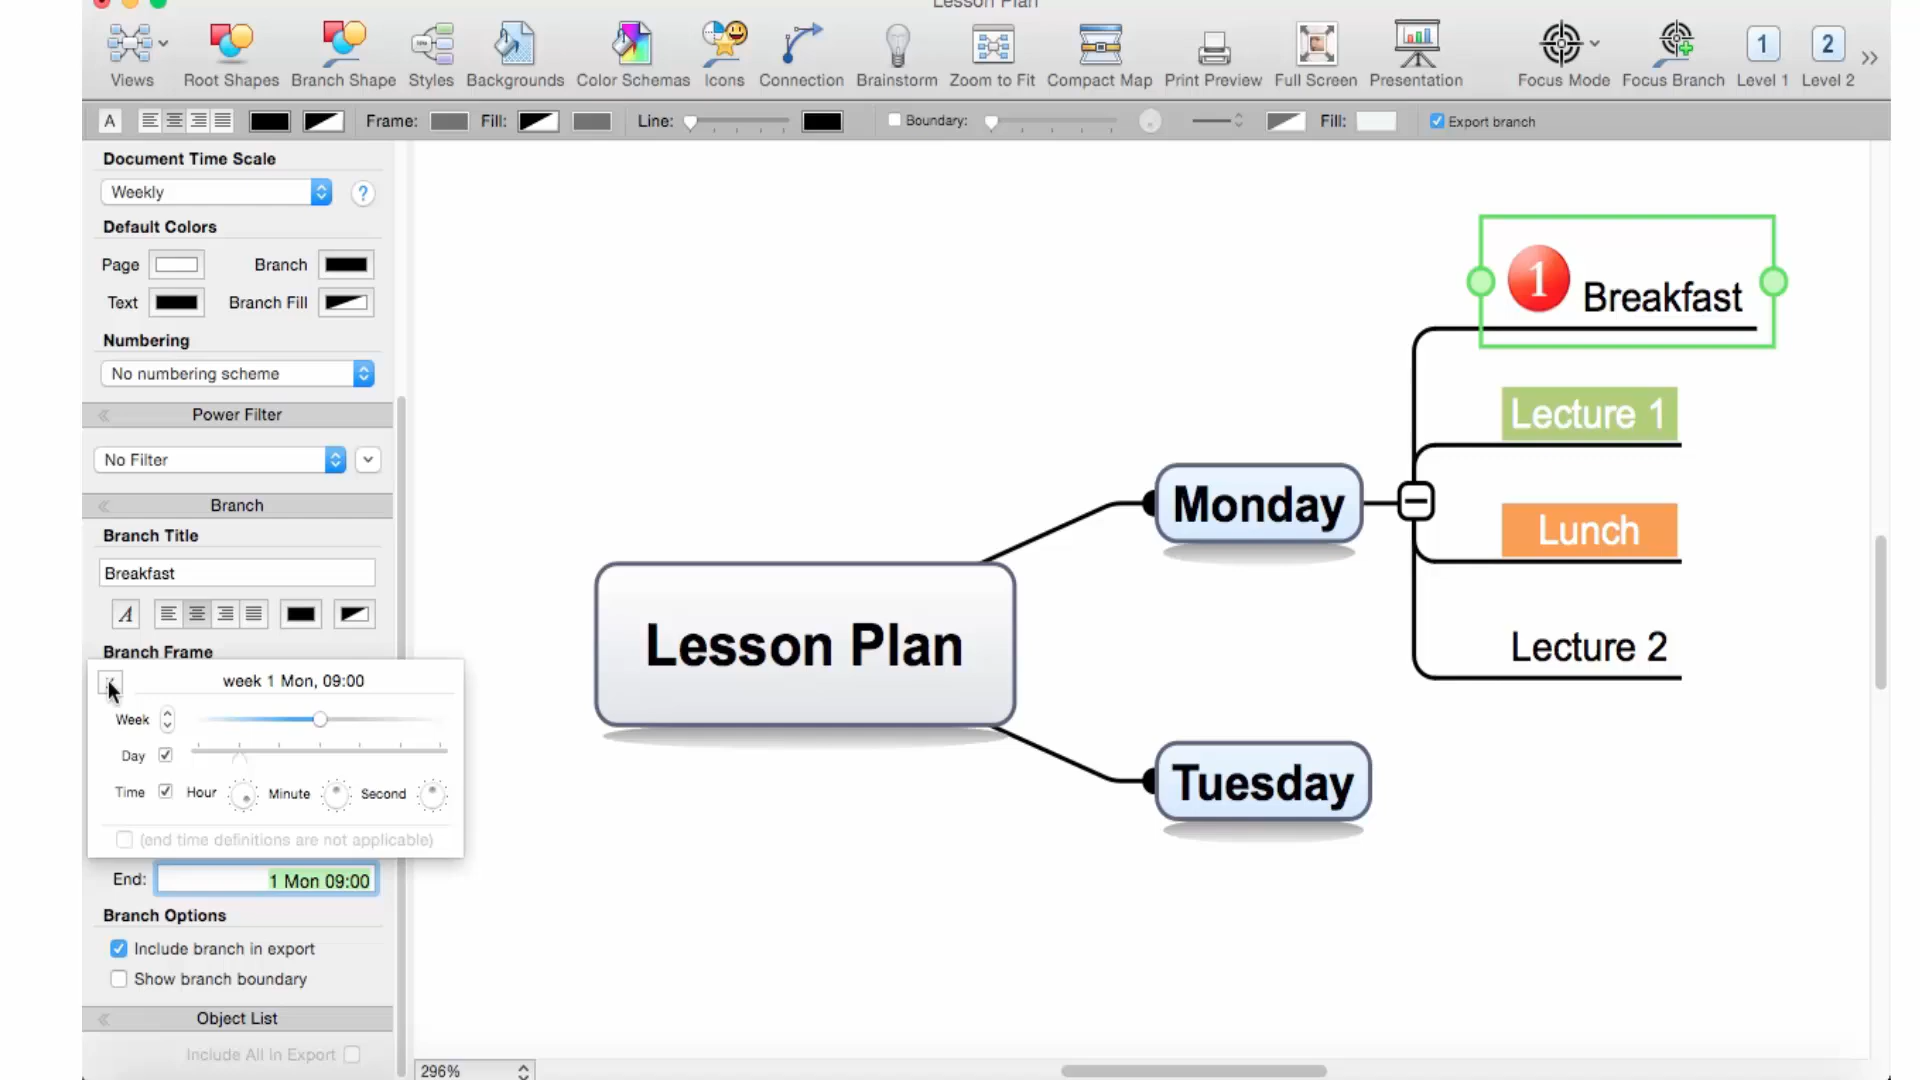 Lesson Plan
Views
Root Shapes
Branch Shape
Styles
Backgrounds
Color Schemas
Icons
Connection
Brainstorm
Zoom to Fit
Compact Map
Print Preview
Full Screen
Presentation
Focus Mode
Focus Branch
1
Level 1
2
Level 2
A
Frame:
Fill:
Line:
Boundary:
Fill:
Export branch
Document Time Scale
Weekly
?
Default Colors
Page
Branch
Text
Branch Fill
Numbering
No numbering scheme
Power Filter
No Filter
Branch
Branch Title
Breakfast
A
Branch Frame
week 1 Mon, 09:00
Week
Day
Time
Hour
Minute
Second
(end time definitions are not applicable)
End:
1 Mon 09:00
Branch Options
Include branch in export
Show branch boundary
Object List
Include All In Export
1
Breakfast
Lecture 1
Monday
Lunch
Lesson Plan
Lecture 2
Tuesday
296%